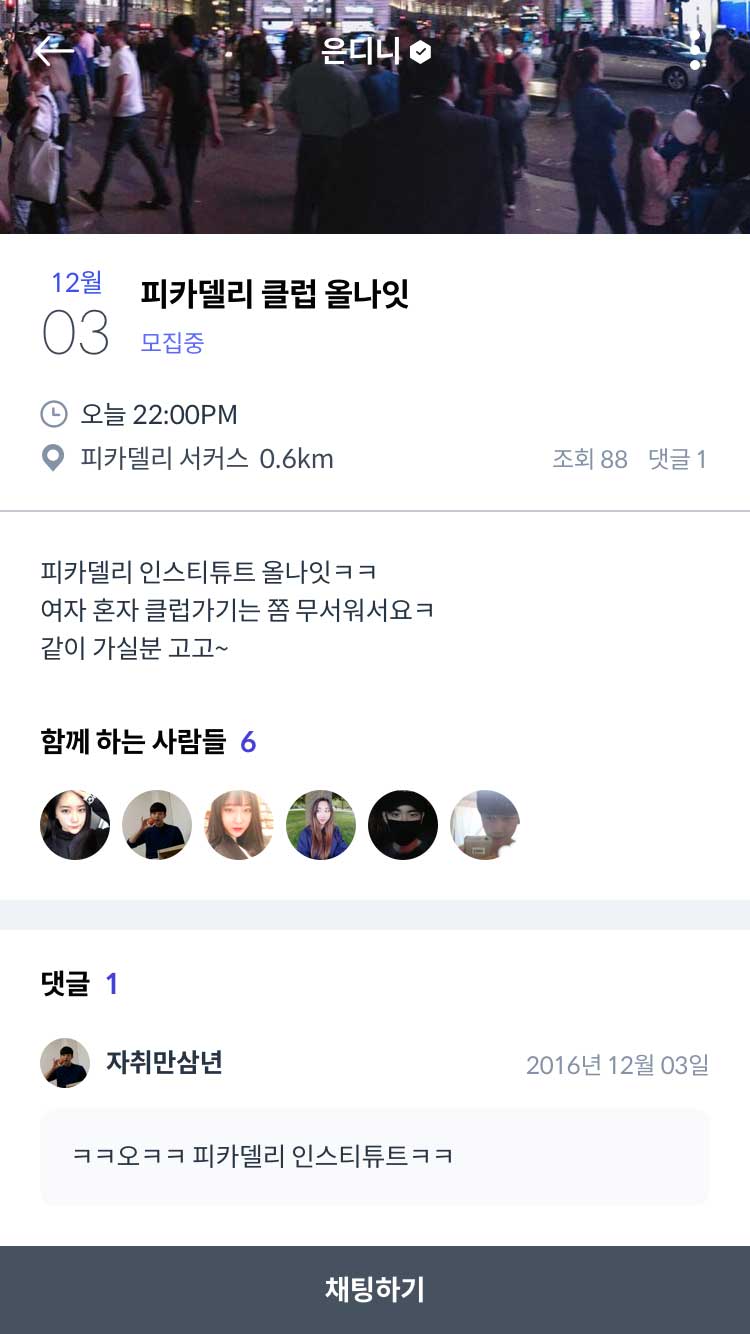 은디니
12월
03
피카델리 클럽 올나잇
모집중
오늘 22:00PM
피카델리 서커스 0.6km
조회 88 댓글 1
피카델리 인스티튜트 올나잇ㅋㅋ
여자 혼자 클럽가기는 쫌 무서워서요ㅋ
같이 가실분 고고~
함께 하는 사람들 6
댓글 1
자취만삼년
2016년 12월 03일
ㅋㅋ오ㅋㅋ 피카델리 인스티튜트ㅋㅋ
채팅하기